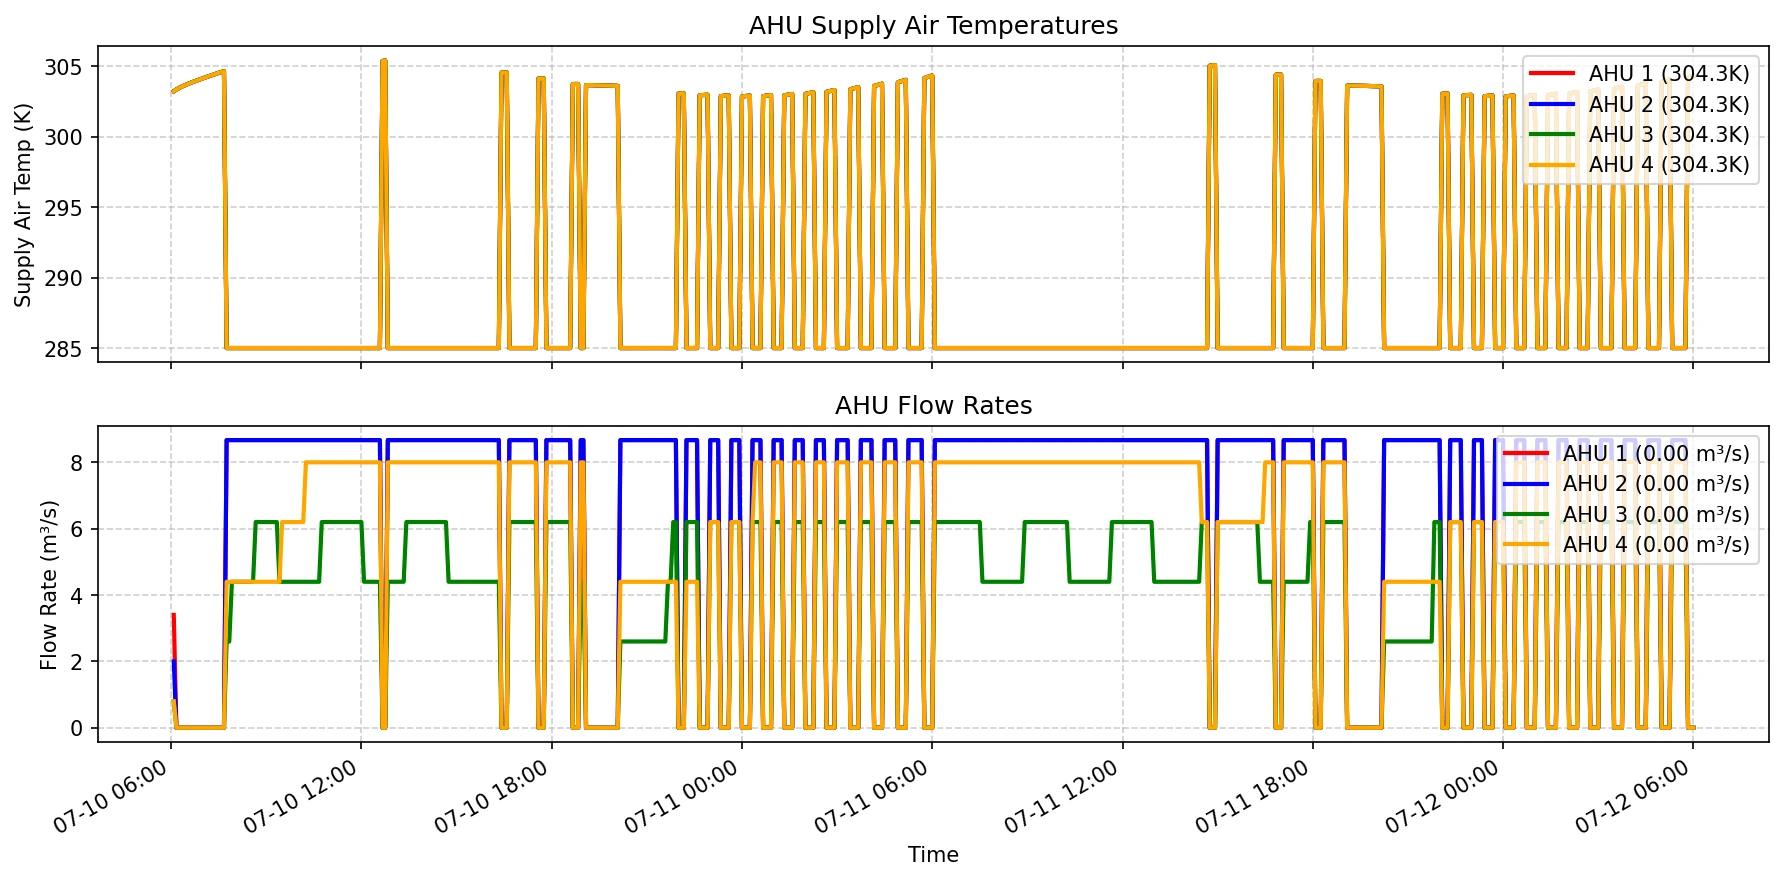 AHU Supply Air Temperatures
Supply Air Temp (K)
305
300
295
290
285
AHU 1 (304.3K)
AHU 2 (304.3K)
AHU 3 (304.3K)
AHU 4 (304.3K)
AHU Flow Rates
Flow Rate (m³/s)
8
6
4
2
0
AHU 1 (0.00 m³/s)
AHU 2 (0.00 m³/s)
AHU 3 (0.00 m³/s)
AHU 4 (0.00 m³/s)
07-10 06:00
07-10 12:00
07-10 18:00
07-11 00:00
07-11 06:00
07-11 12:00
07-11 18:00
07-12 00:00
07-12 06:00
Time